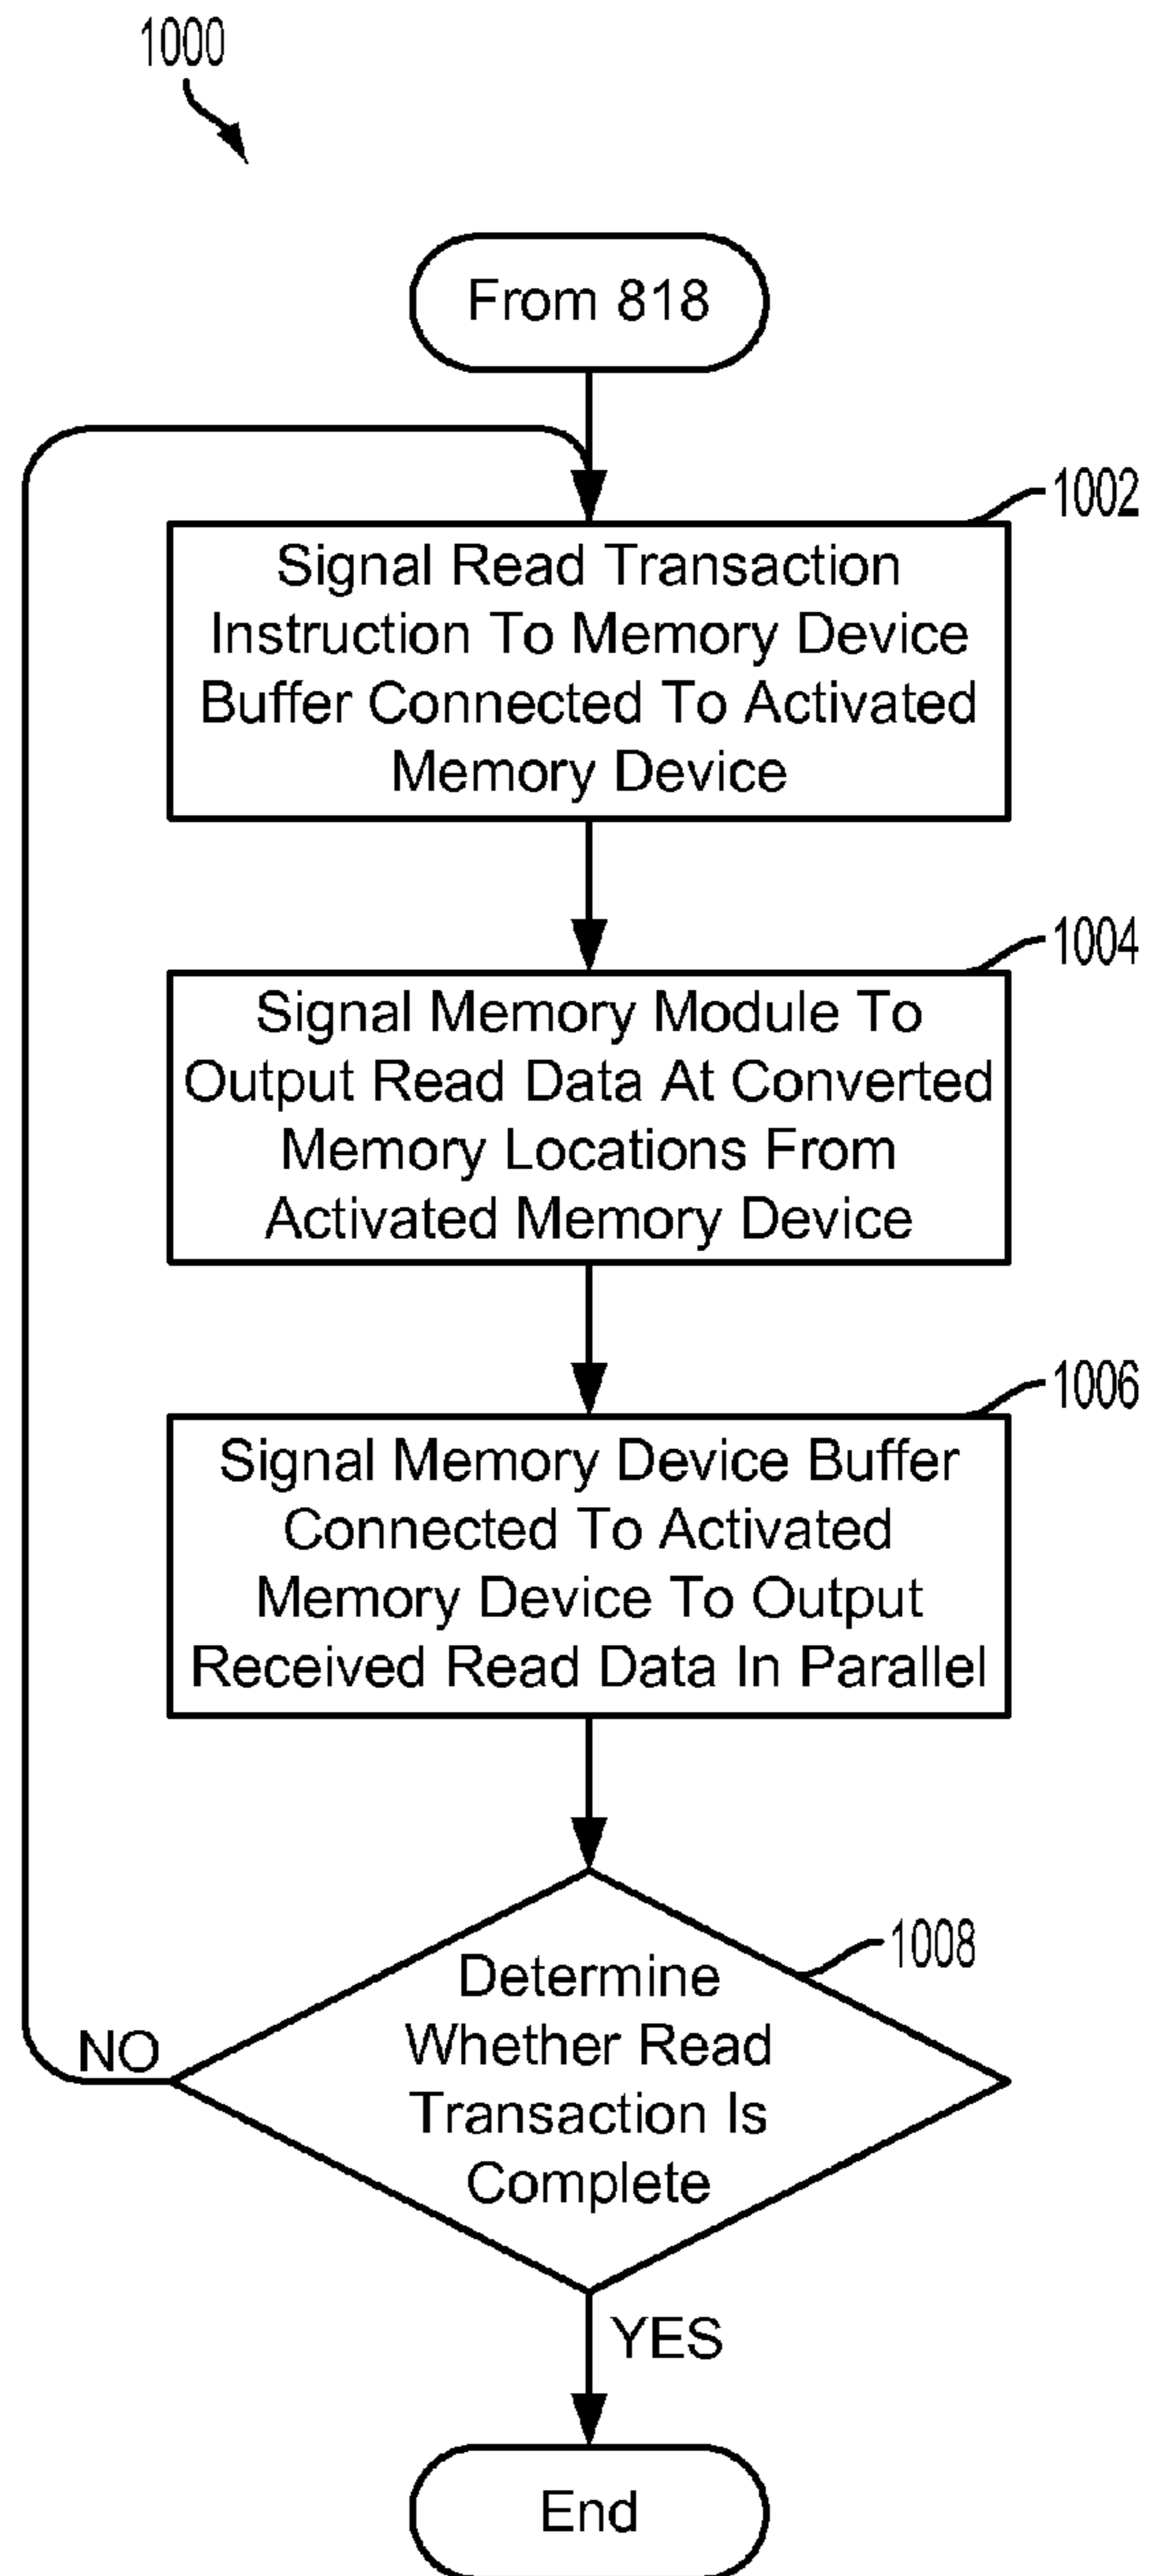 1000
From 818
1002
Signal Read Transaction
Instruction To Memory Device
Buffer Connected To Activated
Memory Device
1004
Signal Memory Module To
Output Read Data At Converted
Memory Locations From
Activated Memory Device
1006
Signal Memory Device Buffer
Connected To Activated
Memory Device To Output
Received Read Data In Parallel
1008
Determine
Whether Read
Transaction Is
Complete
NO
YES
End